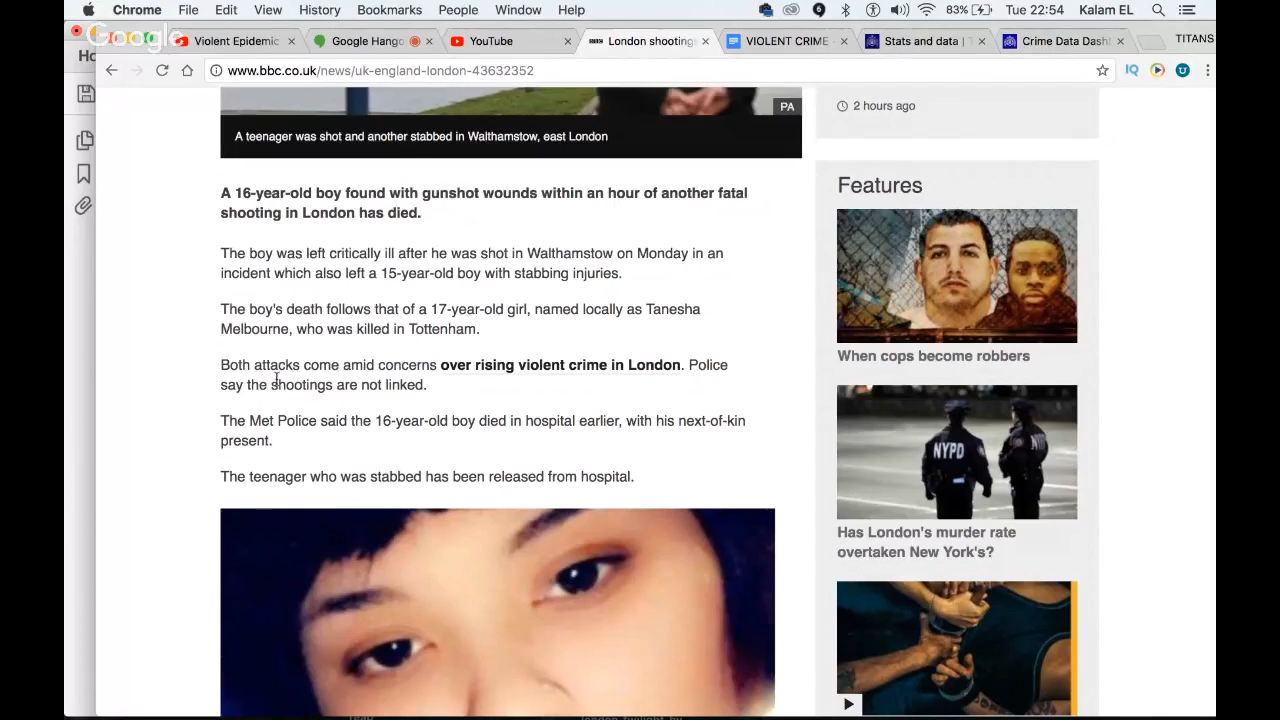 Chrome File Edit View History Bookmarks People Window Help 83% Tue 22:54 Kalam EL
Google
Violent Epidemic Google Hango YouTube London shooting VIOLENT CRIME - Stats and data | T Crime Data Dash TITANS
www.bbc.co.uk/news/uk-england-london-43632352
PA
2 hours ago
A teenager was shot and another stabbed in Walthamstow, east London
A 16-year-old boy found with gunshot wounds within an hour of another fatal
shooting in London has died.
The boy was left critically ill after he was shot in Walthamstow on Monday in an
incident which also left a 15-year-old boy with stabbing injuries.
The boy's death follows that of a 17-year-old girl, named locally as Tanesha
Melbourne, who was killed in Tottenham.
Both attacks come amid concerns over rising violent crime in London. Police
say the shootings are not linked.
The Met Police said the 16-year-old boy died in hospital earlier, with his next-of-kin
present.
The teenager who was stabbed has been released from hospital.
Features
When cops become robbers
NYPD
Has London's murder rate
overtaken New York's?